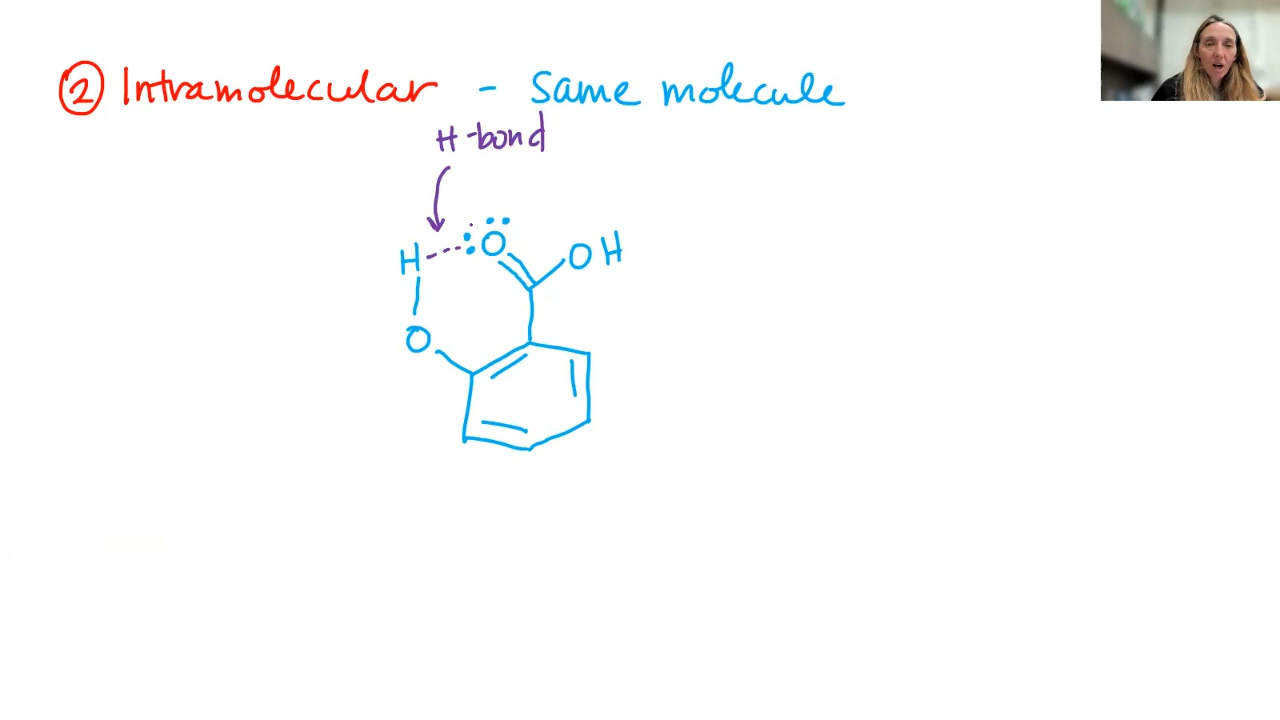 ② Intramolecular - same molecule
H-bond
H O OH
O